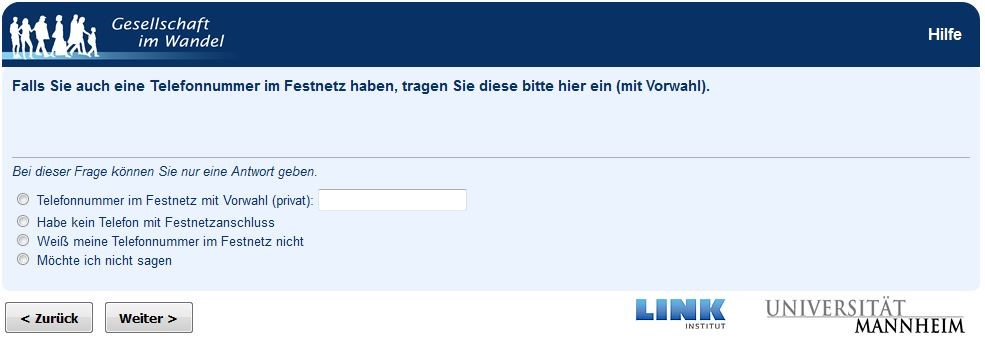 Gesellschaft
im Wandel
Hilfe
Falls Sie auch eine Telefonnummer im Festnetz haben, tragen Sie diese bitte hier ein (mit Vorwahl).
Bei dieser Frage können Sie nur eine Antwort geben.
Telefonnummer im Festnetz mit Vorwahl (privat):
Habe kein Telefon mit Festnetzanschluss
Weiß meine Telefonnummer im Festnetz nicht
Möchte ich nicht sagen
< Zurück
Weiter >
LINK
INSTITUT
UNIVERSITÄT
MANNHEIM